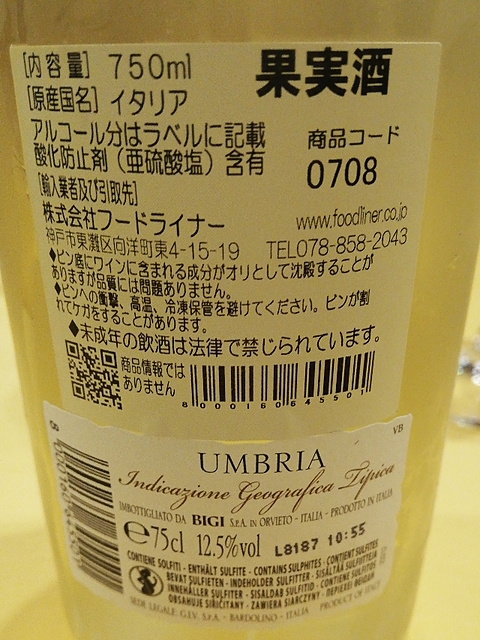 [内容量] 750ml
果実酒
[原産国名] イタリア
アルコール分はラベルに記載
酸化防止剤（亜硫酸塩）含有
商品コード
0708
[輸入業者及び引取先]
株式会社フードライナー
www.foodliner.co.jp
神戸市東灘区向洋町東4-15-19 TEL078-858-2043
◆ビン底にワインに含まれる成分がオリとして沈殿することが
ありますが品質には問題ありません。
◆ビンへの衝撃、高温、冷凍保管を避けてください。ビンが割
れてケガをすることがあります。
◆未成年の飲酒は法律で禁じられています。
商品情報では
ありません
8000160645501
UMBRIA
VB
Indicazione Geografica Tipica
IMBOTTIGLIATO DA BIGI S.p.A. IN ORVIETO - ITALIA - PRODOTTO IN ITALIA
e 75cl 12.5%vol L8187 10:55
CONTIENE SOLFITI - ENTHÄLT SULFITE - CONTAINS SULPHITES - CONTIENT SULFITES
BEVAT SULFIETEN - INDEHOLDER SULFITTER - SISÄLTÄÄ SULFIITTEJA
INNEHÅLLER SULFITER - SISALDAB SULFITID - CONTIENE SULFITOS
OBSAHUJE SIŘIČITANY - ZAWIERA SIARCZYNY - ΠΕΡΙΕΧΕΙ ΘΕΙΩΔΗ
SEDE LEGALE: G.I.V. S.p.A. - BARDOLINO - ITALIA PRODUCT OF ITALY